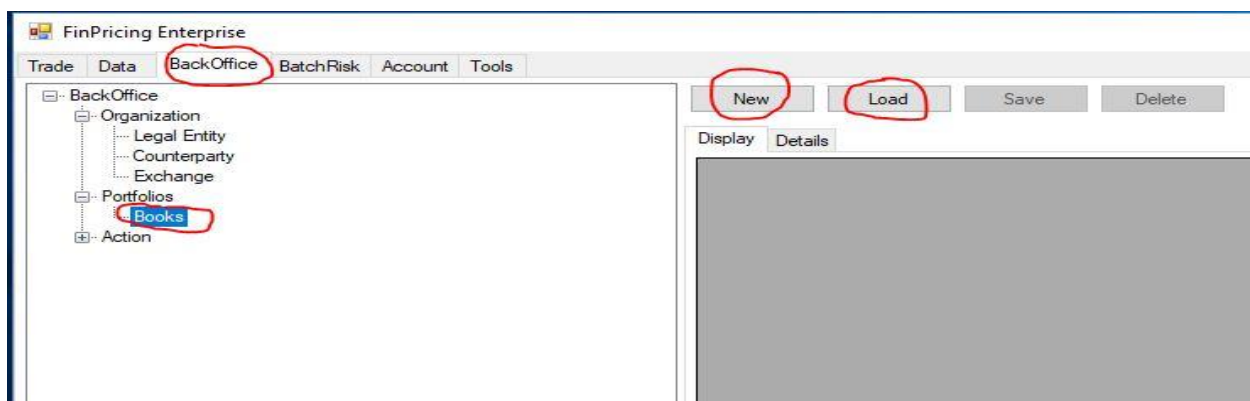 FinPricing Enterprise
Trade Data BackOffice BatchRisk Account Tools
BackOffice
Organization
Legal Entity
Counterparty
Exchange
Portfolios
Books
Action
New Load Save Delete
Display Details